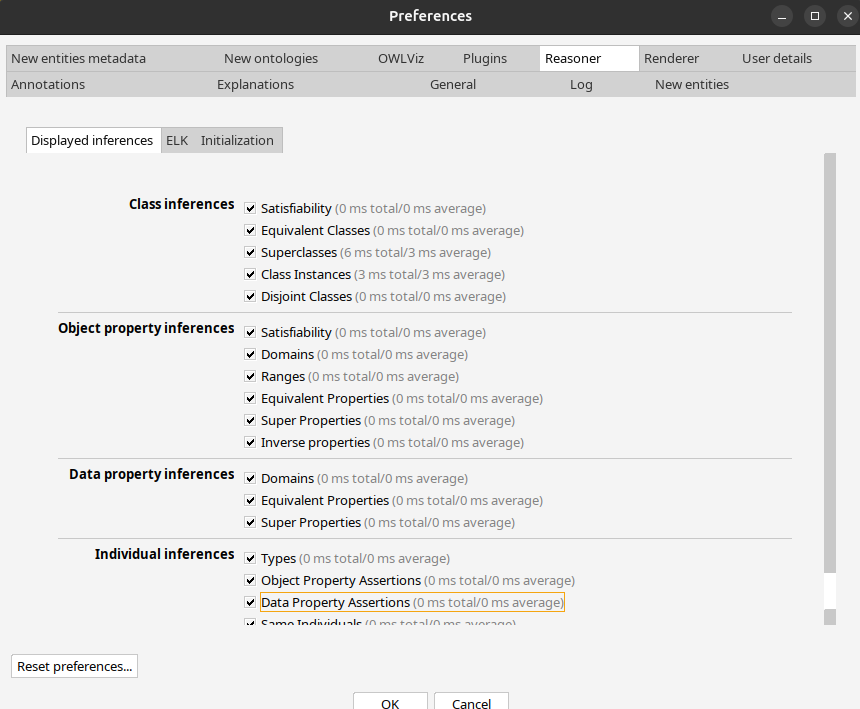 Preferences
New entities metadata New ontologies OWLViz Plugins Reasoner Renderer User details
Annotations Explanations General Log New entities
Displayed inferences ELK Initialization
Class inferences Satisfiability (0 ms total/0 ms average)
Equivalent Classes (0 ms total/0 ms average)
Superclasses (6 ms total/3 ms average)
Class Instances (3 ms total/3 ms average)
Disjoint Classes (0 ms total/0 ms average)
Object property inferences Satisfiability (0 ms total/0 ms average)
Domains (0 ms total/0 ms average)
Ranges (0 ms total/0 ms average)
Equivalent Properties (0 ms total/0 ms average)
Super Properties (0 ms total/0 ms average)
Inverse properties (0 ms total/0 ms average)
Data property inferences Domains (0 ms total/0 ms average)
Equivalent Properties (0 ms total/0 ms average)
Super Properties (0 ms total/0 ms average)
Individual inferences Types (0 ms total/0 ms average)
Object Property Assertions (0 ms total/0 ms average)
Data Property Assertions (0 ms total/0 ms average)
Same Individuals (0 ms total/0 ms average)
Reset preferences...
OK Cancel